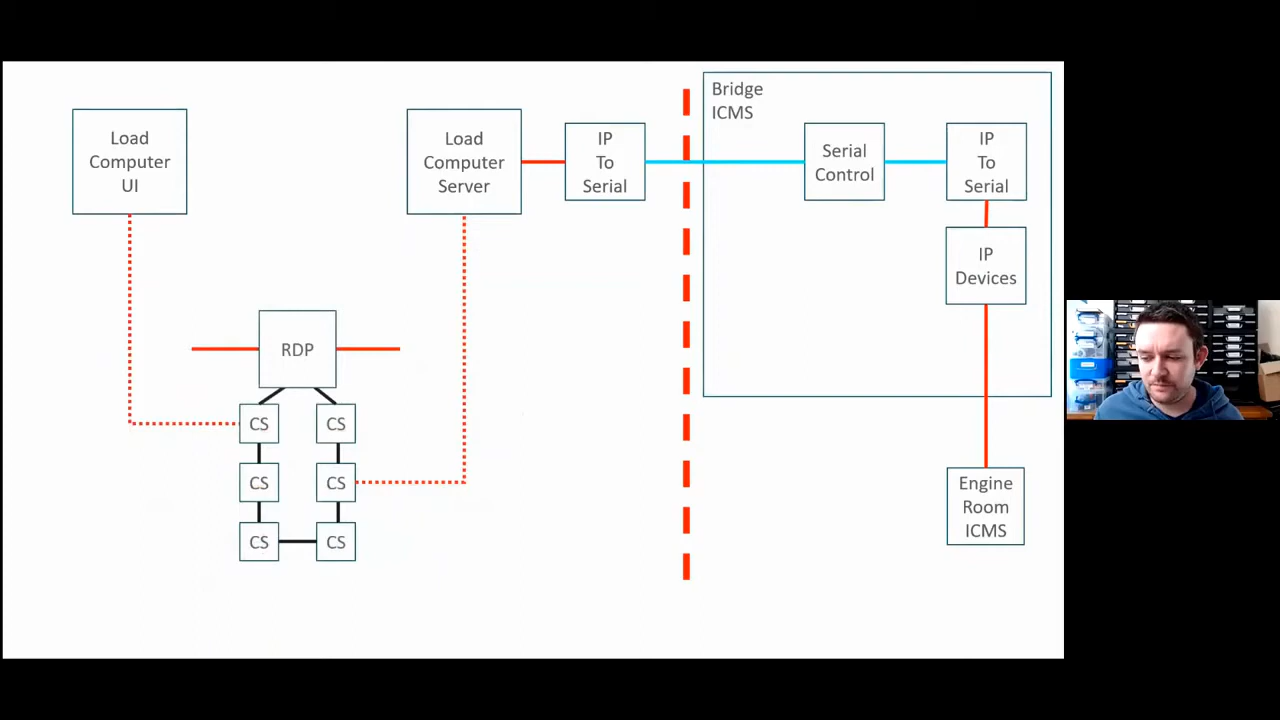 Load
Computer
UI
Load
Computer
Server
IP
To
Serial
Bridge
ICMS
Serial
Control
IP
To
Serial
IP
Devices
RDP
CS
CS
CS
CS
CS
CS
Engine
Room
ICMS